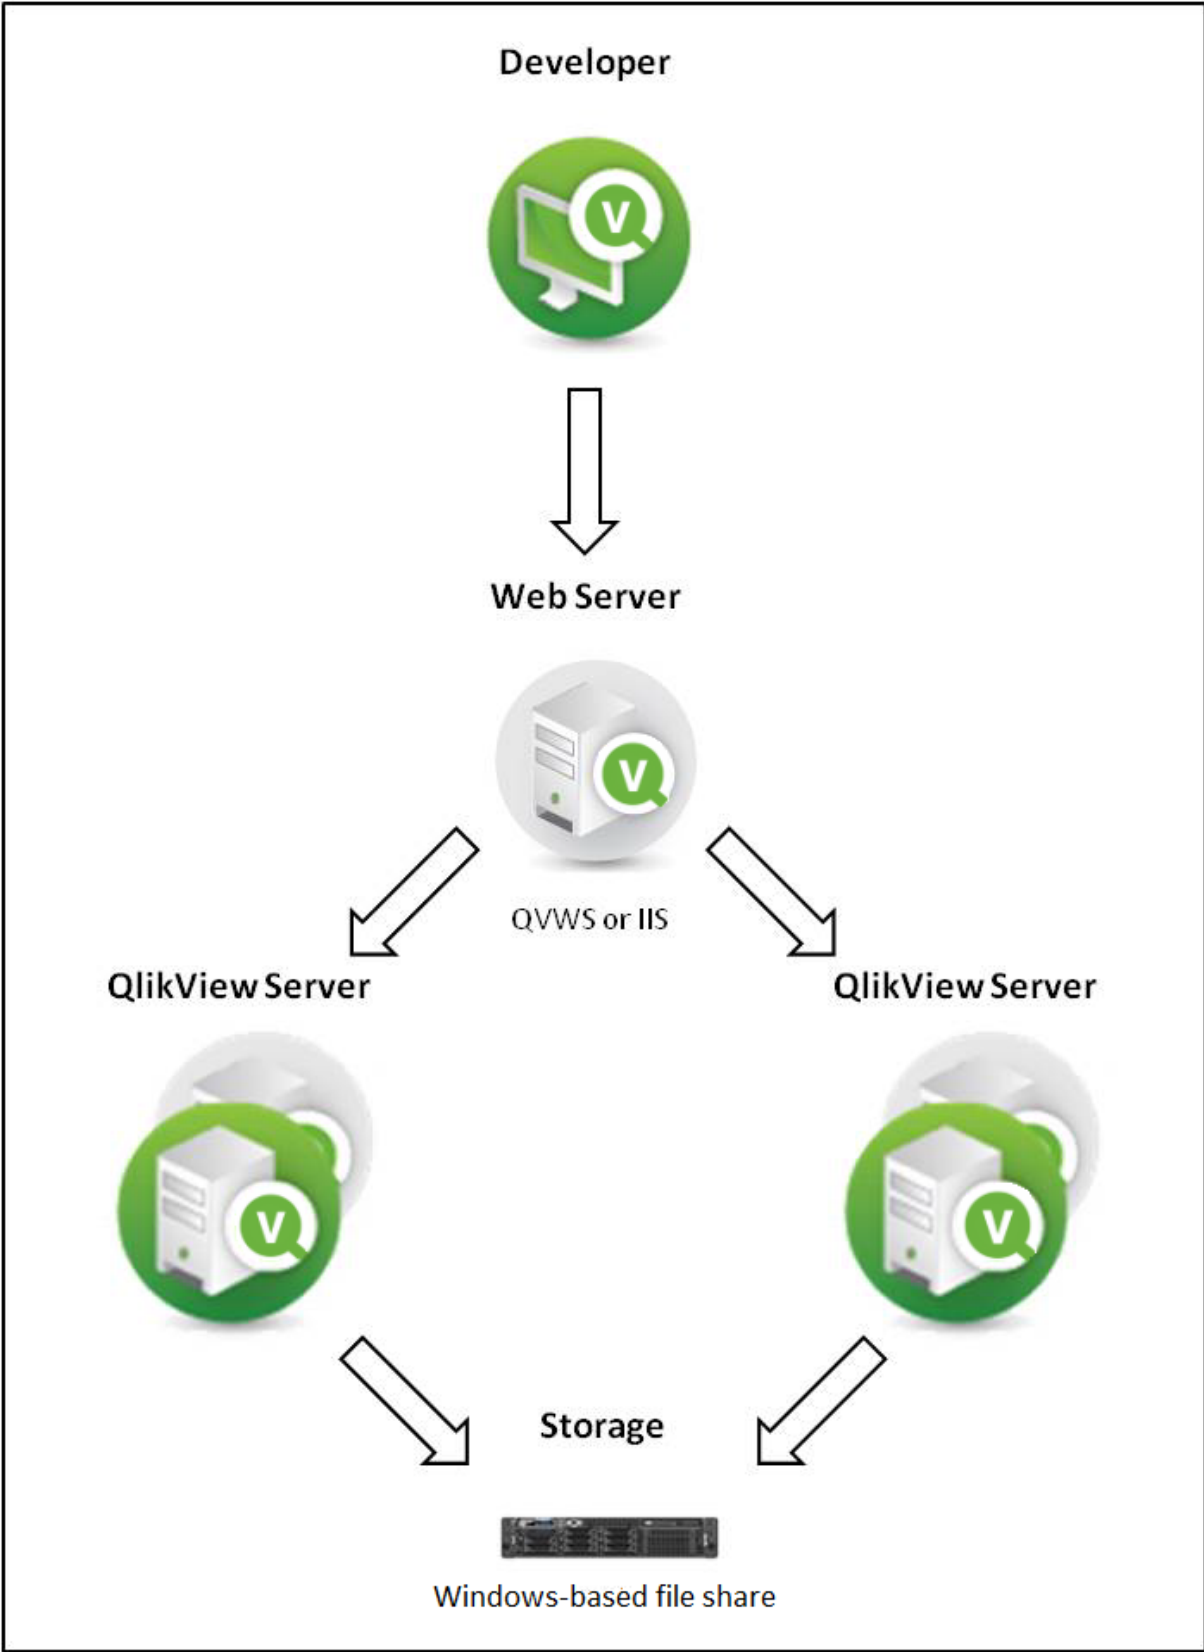 Developer
V
Web Server
V
QVWS or IIS
QlikView Server
QlikView Server
V
V
Storage
Windows-based file share